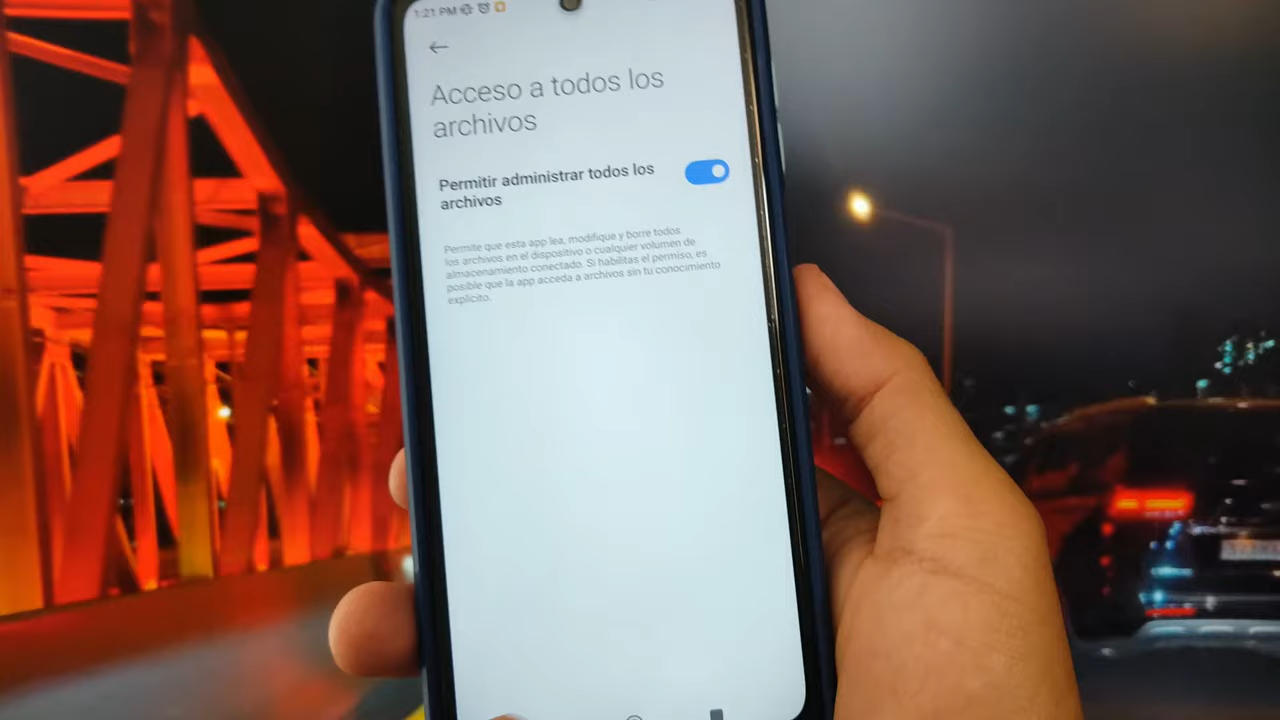 1:21 PM
Acceso a todos los
archivos
Permitir administrar todos los
archivos
Permite que esta app lea, modifique y borre todos
los archivos en el dispositivo o cualquier volumen de
almacenamiento conectado. Si habilitas el permiso, es
posible que la app acceda a archivos sin tu conocimiento
explícito.